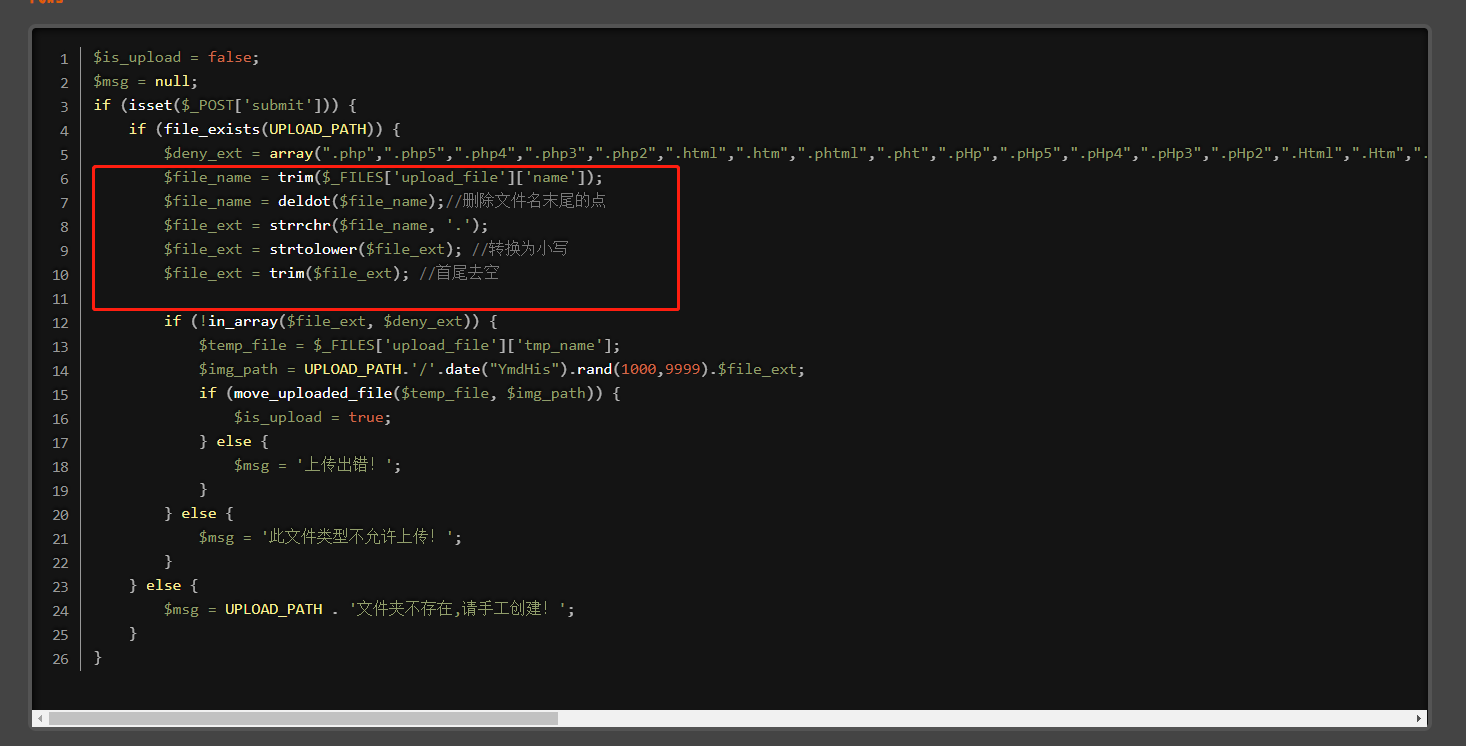 1 $is_upload = false;
2 $msg = null;
3 if (isset($_POST['submit'])) {
4 if (file_exists(UPLOAD_PATH)) {
5 $deny_ext = array(".php",".php5",".php4",".php3",".php2",".html",".htm",".phtml",".pht",".pHp",".pHp5",".pHp4",".pHp3",".pHp2",".Html",".Htm",".
6 $file_name = trim($_FILES['upload_file']['name']);
7 $file_name = deldot($file_name);//删除文件名末尾的点
8 $file_ext = strrchr($file_name, '.');
9 $file_ext = strtolower($file_ext); //转换为小写
10 $file_ext = trim($file_ext); //首尾去空
11
12 if (!in_array($file_ext, $deny_ext)) {
13 $temp_file = $_FILES['upload_file']['tmp_name'];
14 $img_path = UPLOAD_PATH.'/'.date("YmdHis").rand(1000,9999).$file_ext;
15 if (move_uploaded_file($temp_file, $img_path)) {
16 $is_upload = true;
17 } else {
18 $msg = '上传出错！';
19 }
20 } else {
21 $msg = '此文件类型不允许上传！';
22 }
23 } else {
24 $msg = UPLOAD_PATH . '文件夹不存在,请手工创建！';
25 }
26 }